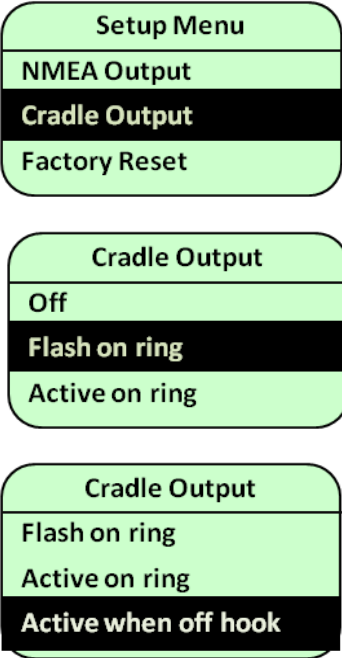 Setup Menu
NMEA Output
Cradle Output
Factory Reset
Cradle Output
Off
Flash on ring
Active on ring
Cradle Output
Flash on ring
Active on ring
Active when off hook